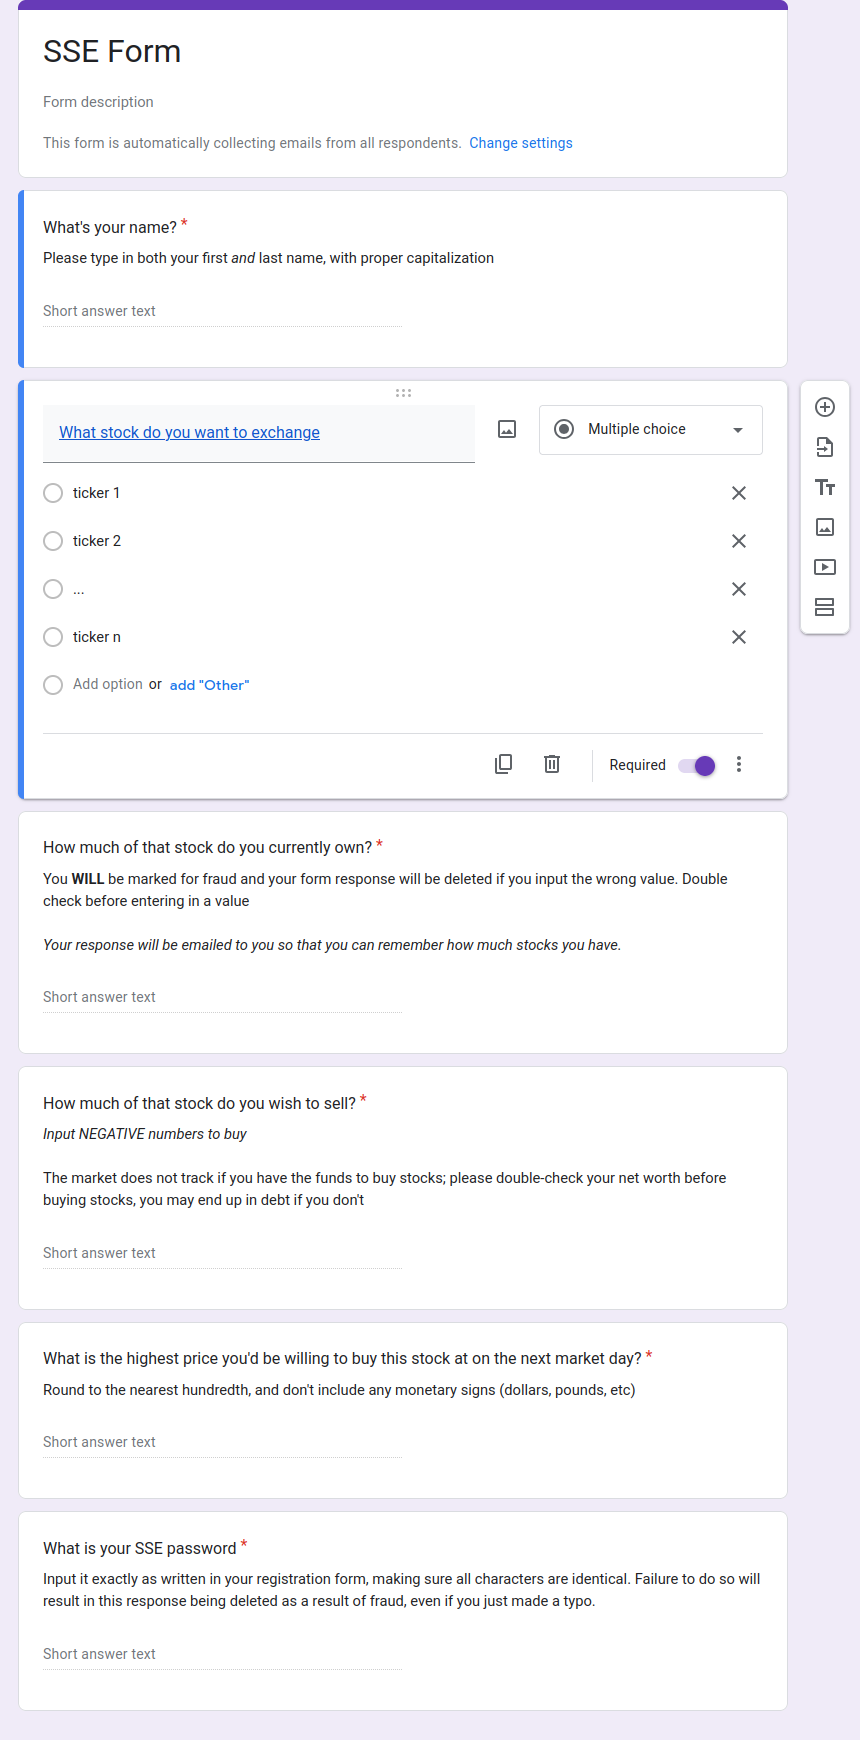 SSE Form
Form description
This form is automatically collecting emails from all respondents. Change settings
What's your name? *
Please type in both your first and last name, with proper capitalization
Short answer text
What stock do you want to exchange
Multiple choice
ticker 1
ticker 2
...
ticker n
Add option or add "Other"
Required
How much of that stock do you currently own? *
You WILL be marked for fraud and your form response will be deleted if you input the wrong value. Double
check before entering in a value
Your response will be emailed to you so that you can remember how much stocks you have.
Short answer text
How much of that stock do you wish to sell? *
Input NEGATIVE numbers to buy
The market does not track if you have the funds to buy stocks; please double-check your net worth before
buying stocks, you may end up in debt if you don't
Short answer text
What is the highest price you'd be willing to buy this stock at on the next market day? *
Round to the nearest hundredth, and don't include any monetary signs (dollars, pounds, etc)
Short answer text
What is your SSE password *
Input it exactly as written in your registration form, making sure all characters are identical. Failure to do so will
result in this response being deleted as a result of fraud, even if you just made a typo.
Short answer text